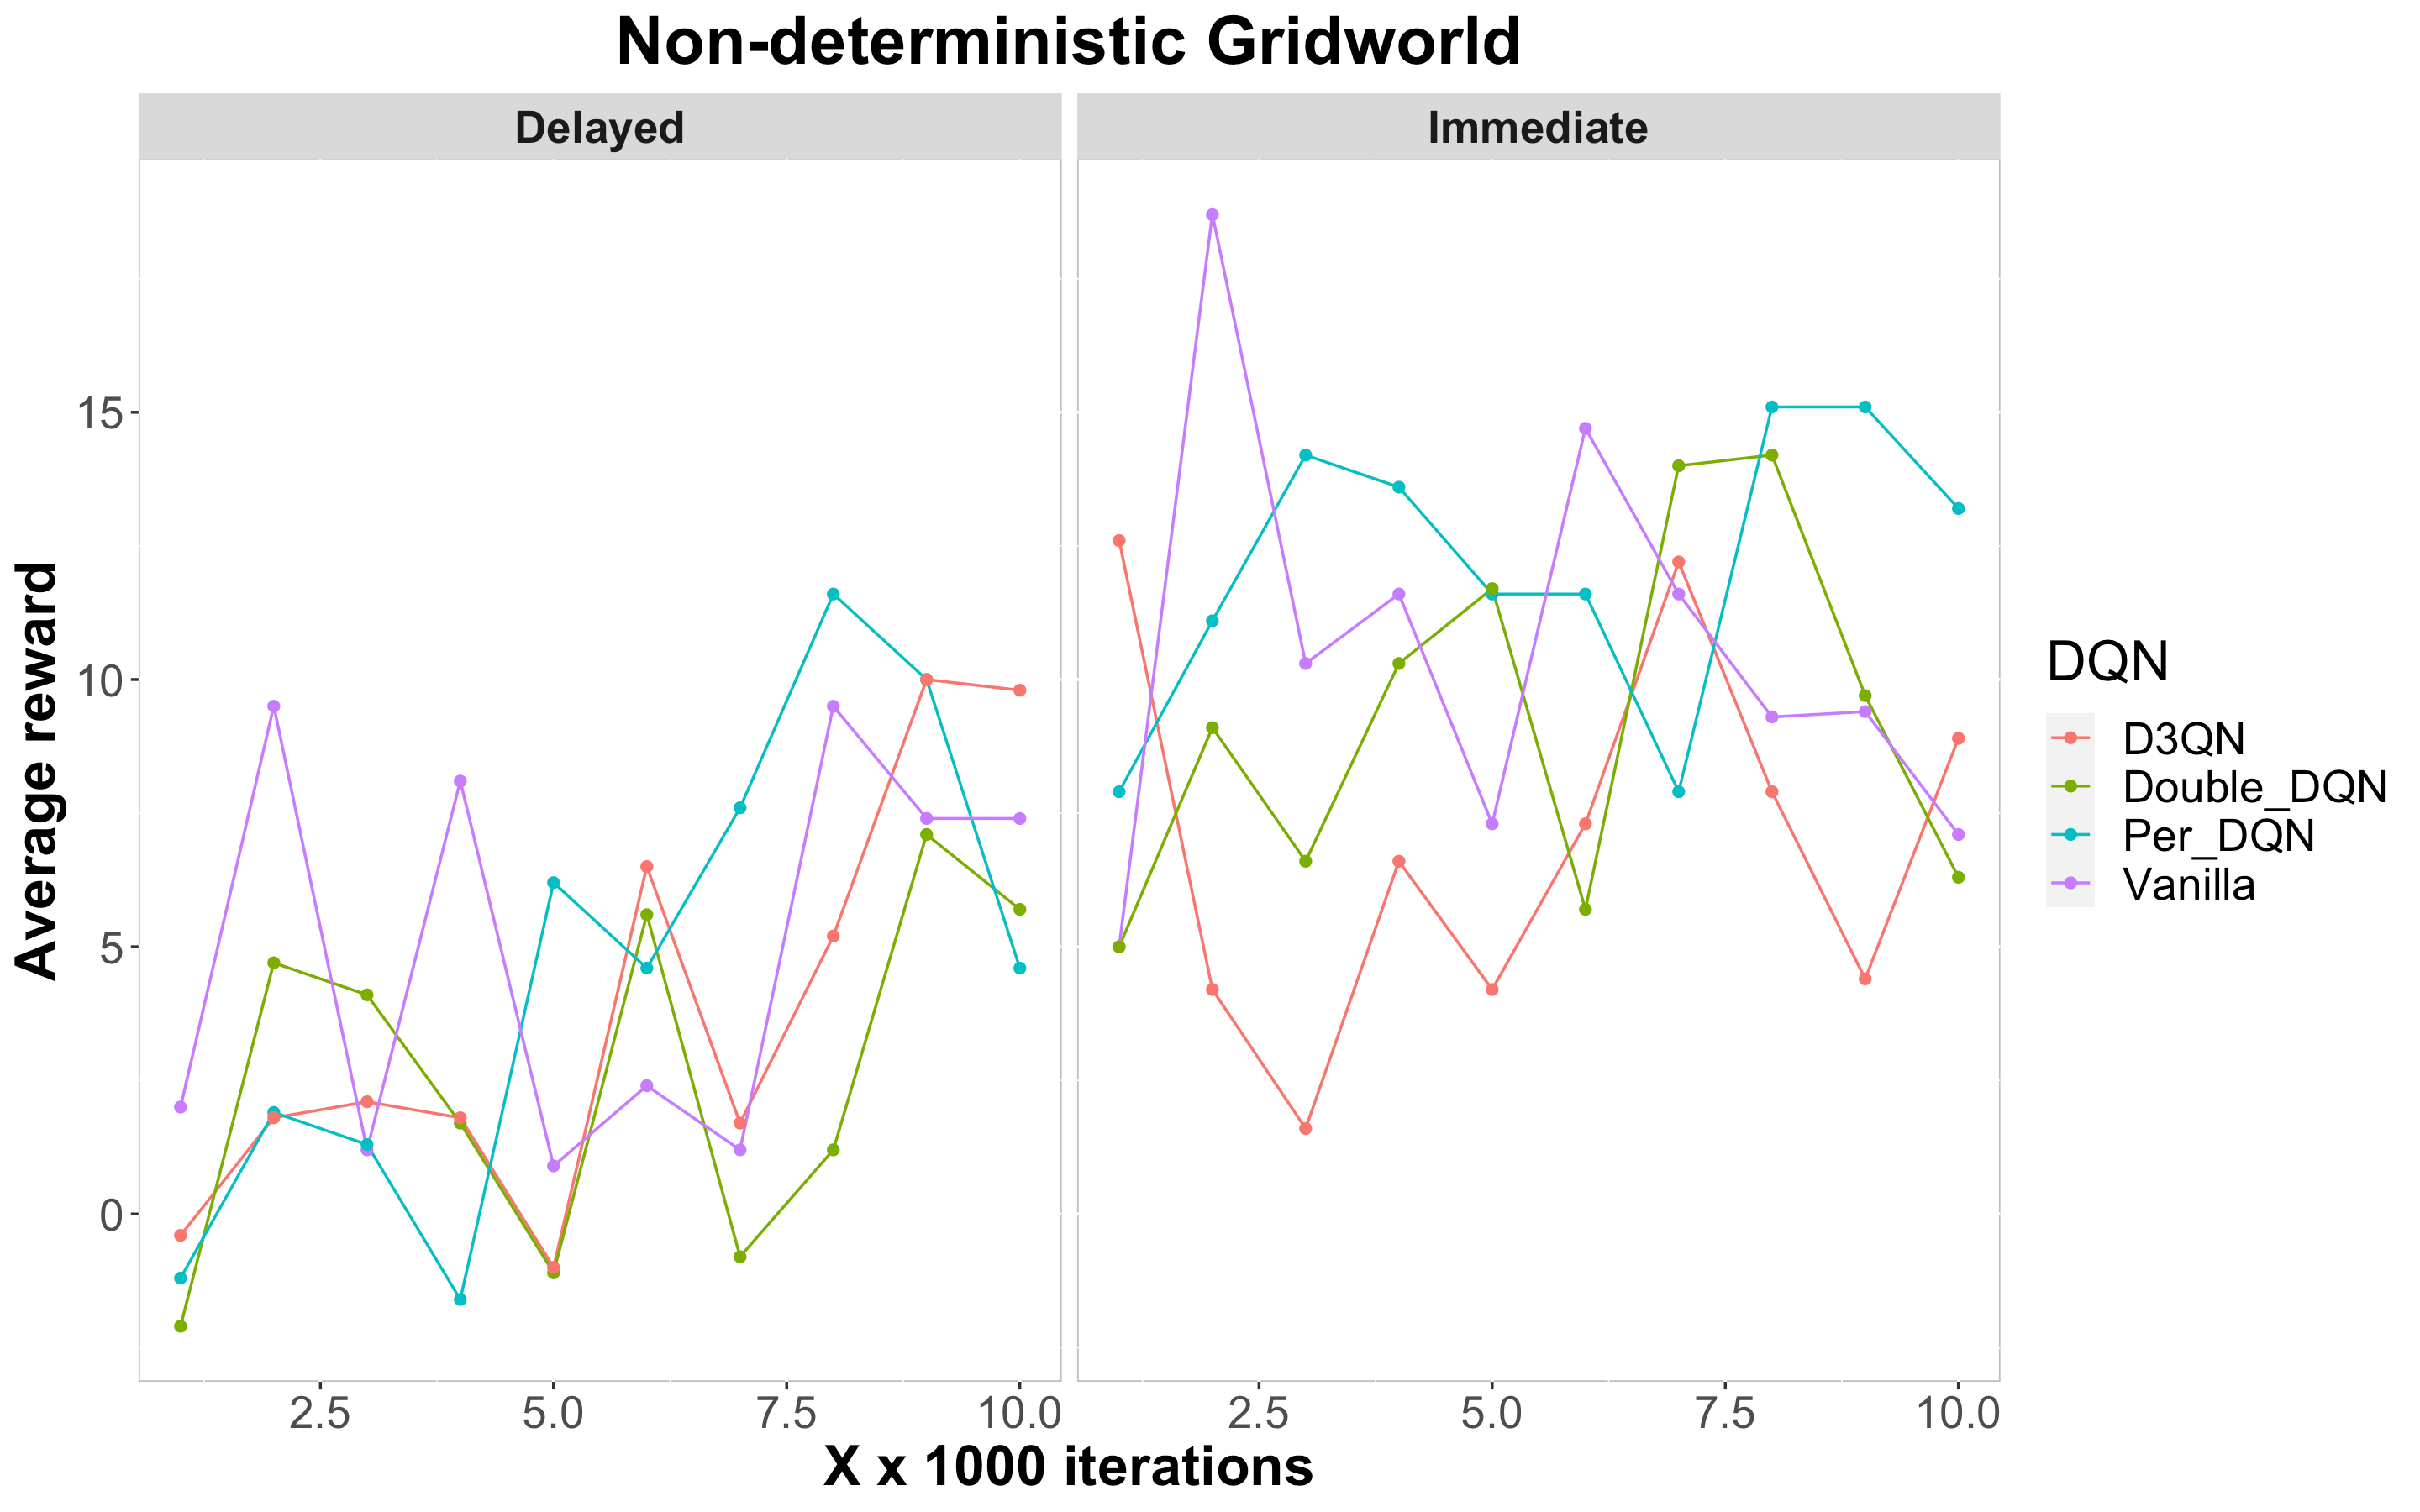 Non-deterministic Gridworld
Delayed
Immediate
Average reward
15
10
5
0
2.5
5.0
7.5
10.0
2.5
5.0
7.5
10.0
X x 1000 iterations
DQN
D3QN
Double_DQN
Per_DQN
Vanilla